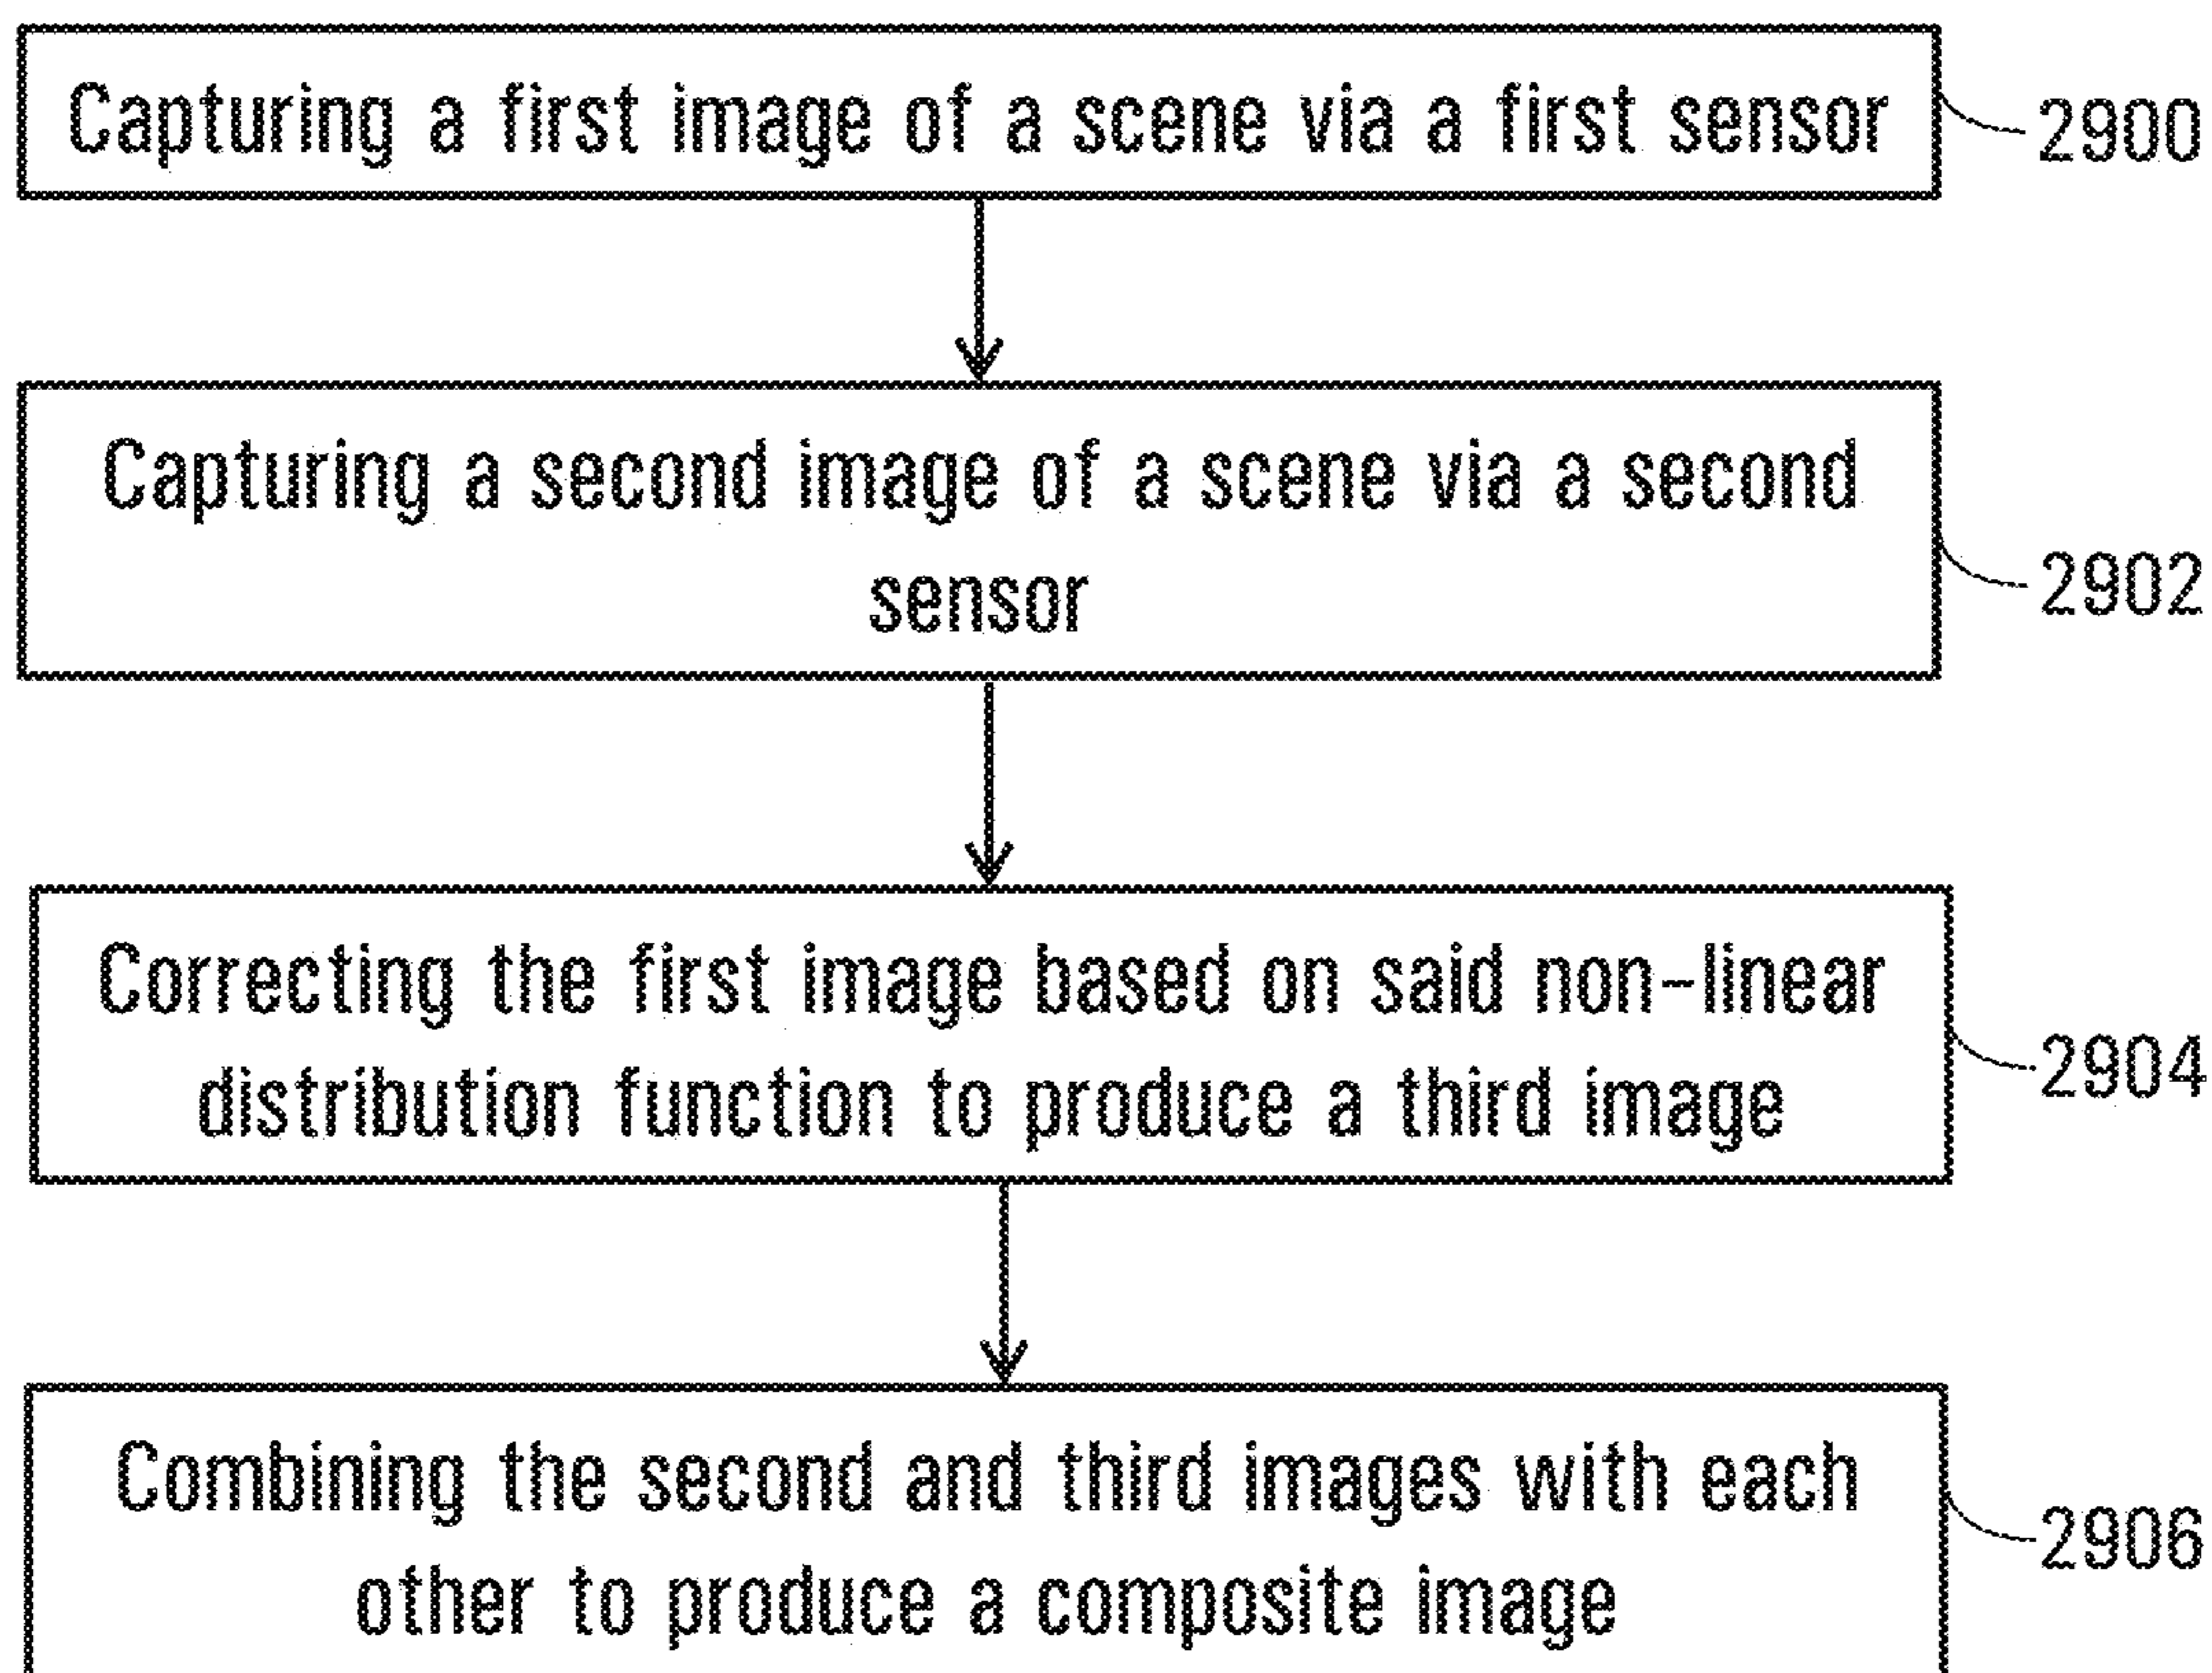 Capturing a first image of a scene via a first sensor
2900
Capturing a second image of a scene via a second
sensor
2902
Correcting the first image based on said non-linear
distribution function to produce a third image
2904
Combining the second and third images with each
other to produce a composite image
2906